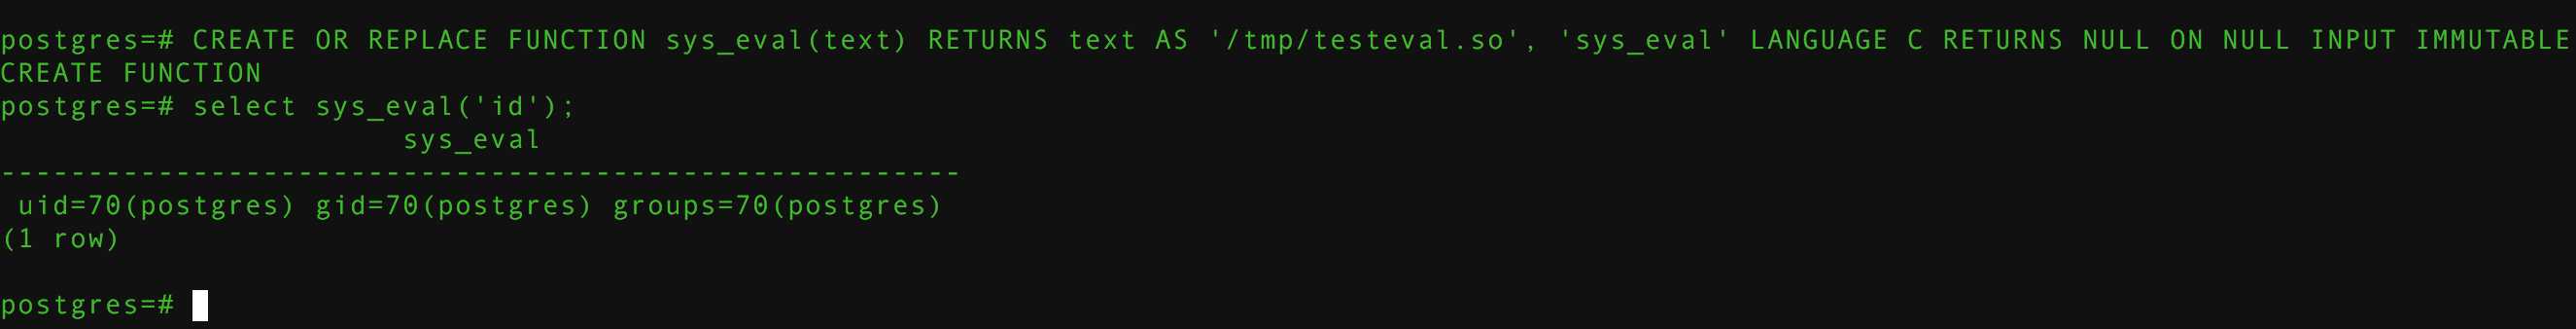 postgres=# CREATE OR REPLACE FUNCTION sys_eval(text) RETURNS text AS '/tmp/testeval.so', 'sys_eval' LANGUAGE C RETURNS NULL ON NULL INPUT IMMUTABLE
CREATE FUNCTION
postgres=# select sys_eval('id');
sys_eval
-------------------------------------------------------
uid=70(postgres) gid=70(postgres) groups=70(postgres)
(1 row)
postgres=#